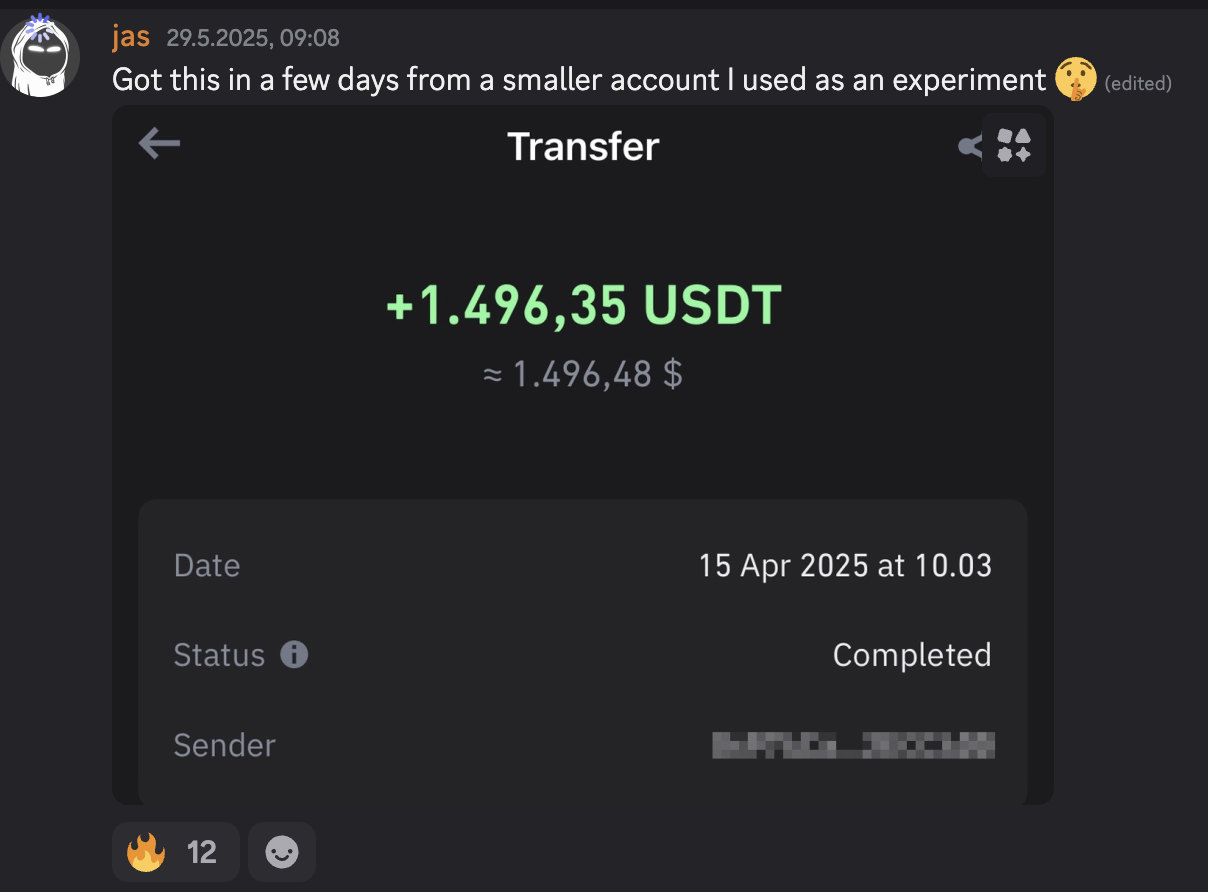 jas 29.5.2025, 09:08
Got this in a few days from a smaller account I used as an experiment 🤫 (edited)
Transfer
+1.496,35 USDT
≈ 1.496,48 $
Date 15 Apr 2025 at 10.03
Status Completed
Sender
🔥 12